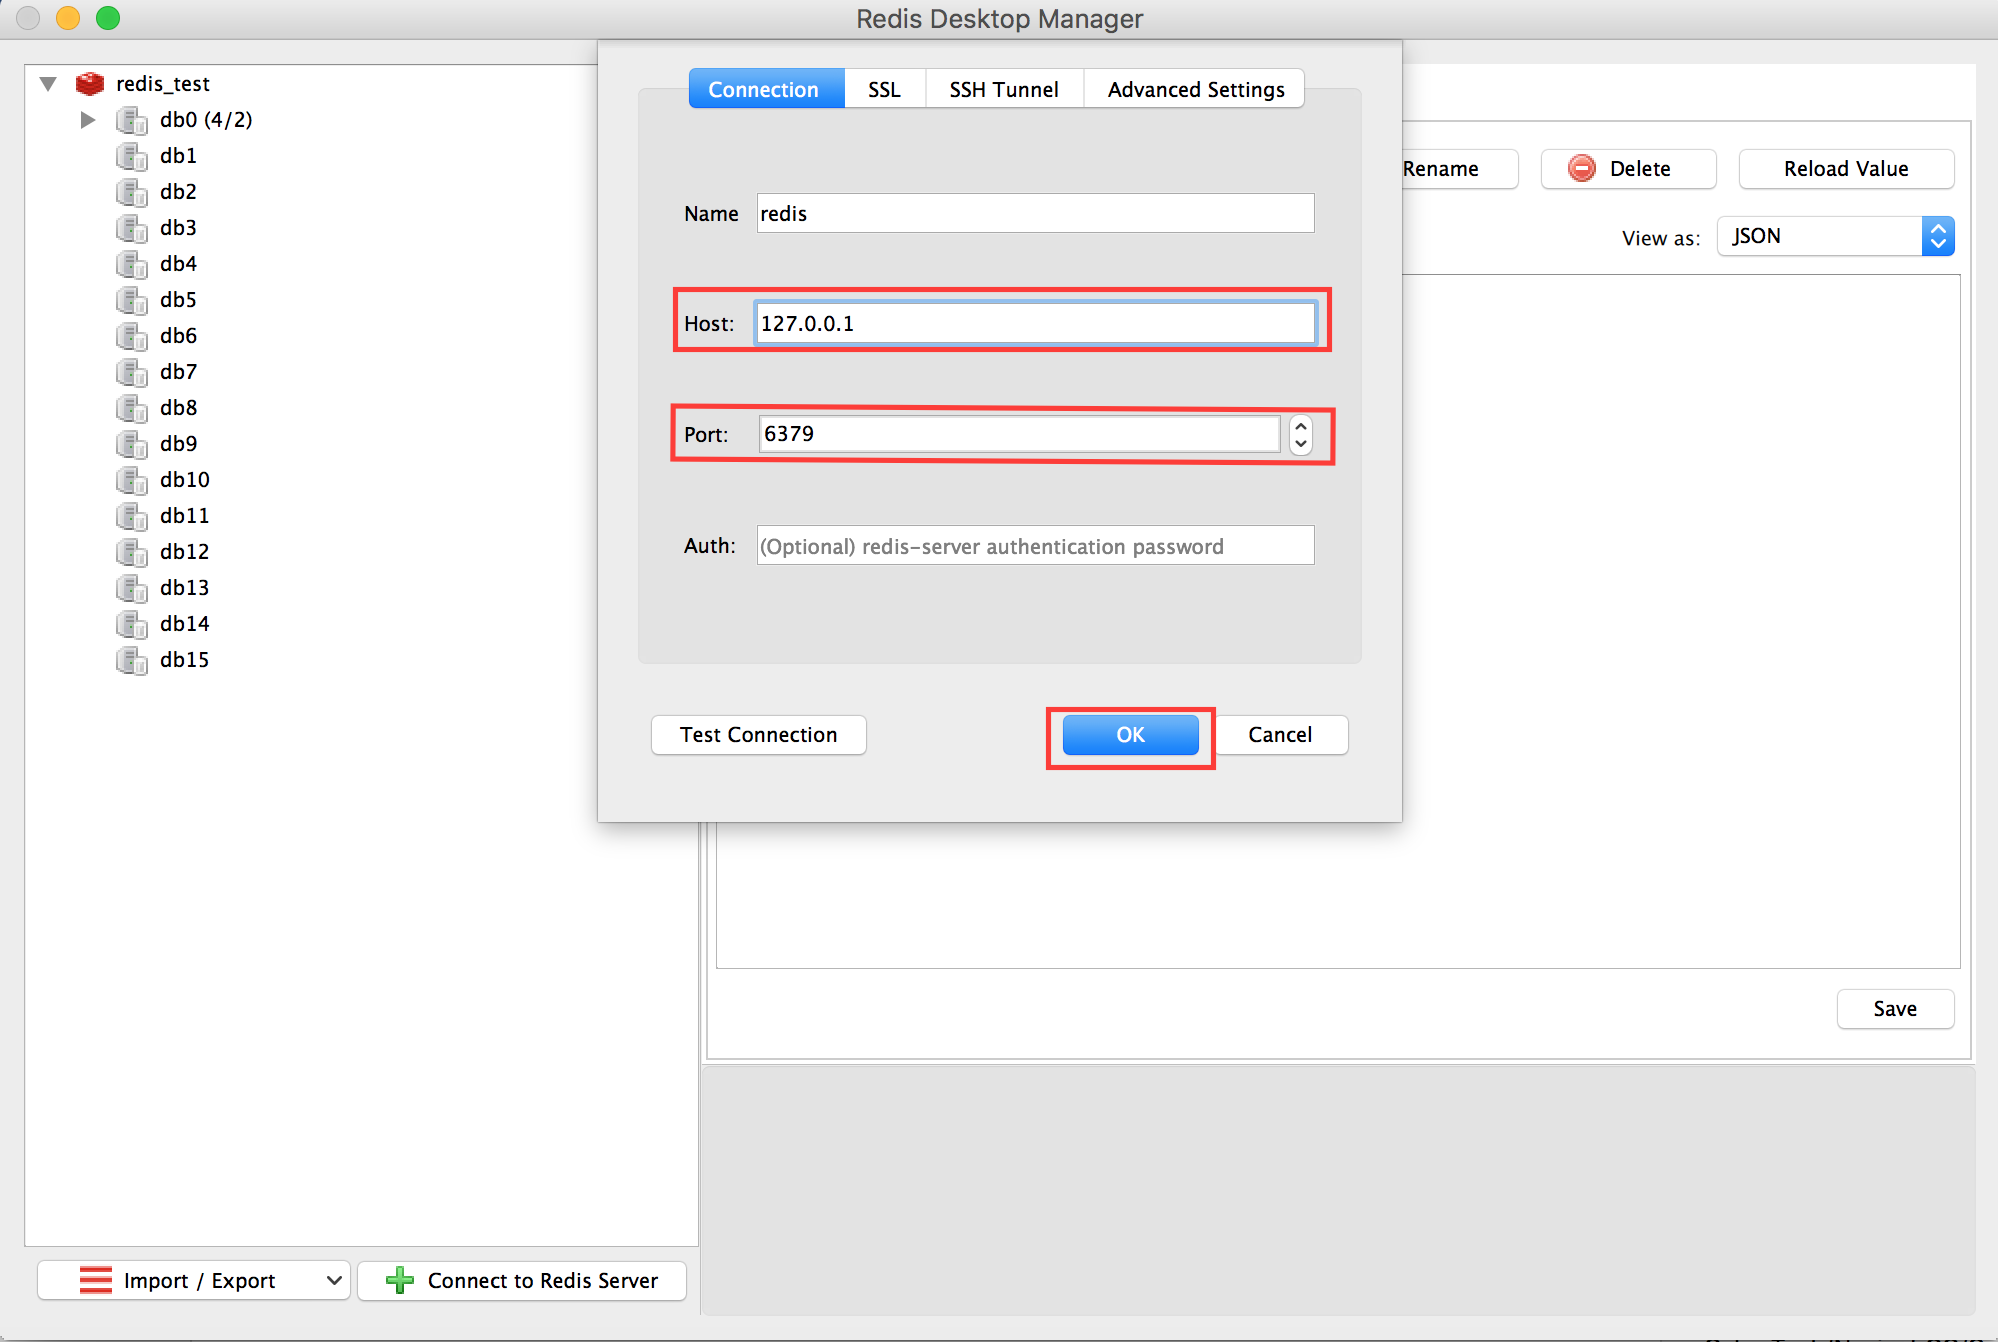 Redis Desktop Manager
redis_test
db0 (4/2)
db1
db2
db3
db4
db5
db6
db7
db8
db9
db10
db11
db12
db13
db14
db15
Import / Export
Connect to Redis Server
Connection
SSL
SSH Tunnel
Advanced Settings
Name redis
Host: 127.0.0.1
Port: 6379
Auth: (Optional) redis-server authentication password
Test Connection
OK
Cancel
Rename
Delete
Reload Value
View as: JSON
Save